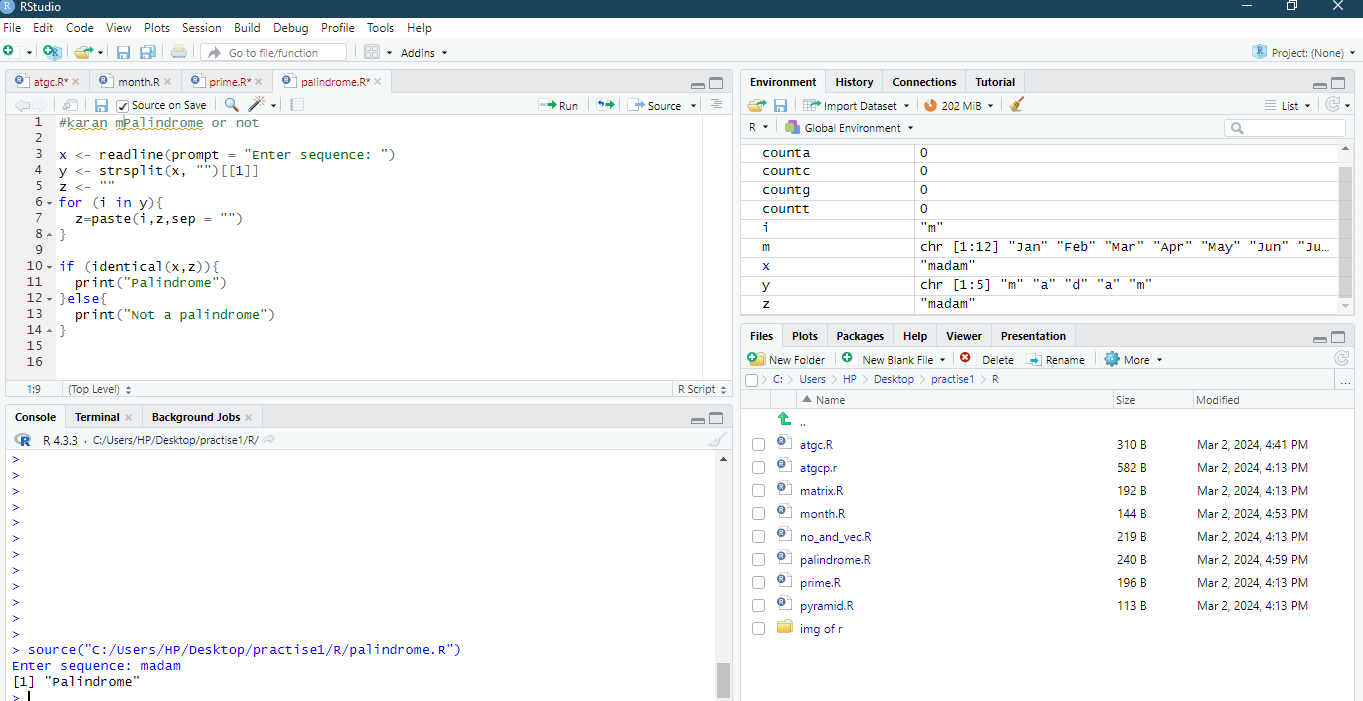 RStudio
File Edit Code View Plots Session Build Debug Profile Tools Help
Go to file/function Addins Project: (None)
atgc.R* month.R prime.R* palindrome.R*
Source on Save Run Source
1 #karan mPalindrome or not
2
3 x <- readline(prompt = "Enter sequence: ")
4 y <- strsplit(x, "")[[1]]
5 z <- ""
6 for (i in y){
7 z=paste(i,z,sep = "")
8 }
9
10 if (identical(x,z)){
11 print("Palindrome")
12 }else{
13 print("Not a palindrome")
14 }
15
16
1:9 (Top Level) R Script
Console Terminal Background Jobs
R 4.3.3 · C:/Users/HP/Desktop/practise1/R/
>
>
>
>
>
>
>
>
>
>
>
>
> source("C:/Users/HP/Desktop/practise1/R/palindrome.R")
Enter sequence: madam
[1] "Palindrome"
>
Environment History Connections Tutorial
Import Dataset 202 MiB List
R Global Environment
counta 0
countc 0
countg 0
countt 0
i "m"
m chr [1:12] "Jan" "Feb" "Mar" "Apr" "May" "Jun" "Ju…
x "madam"
y chr [1:5] "m" "a" "d" "a" "m"
z "madam"
Files Plots Packages Help Viewer Presentation
New Folder New Blank File Delete Rename More
C: Users HP Desktop practise1 R ...
Name Size Modified
..
atgc.R 310 B Mar 2, 2024, 4:41 PM
atgcp.r 582 B Mar 2, 2024, 4:13 PM
matrix.R 192 B Mar 2, 2024, 4:13 PM
month.R 144 B Mar 2, 2024, 4:53 PM
no_and_vec.R 219 B Mar 2, 2024, 4:13 PM
palindrome.R 240 B Mar 2, 2024, 4:59 PM
prime.R 196 B Mar 2, 2024, 4:13 PM
pyramid.R 113 B Mar 2, 2024, 4:13 PM
img of r